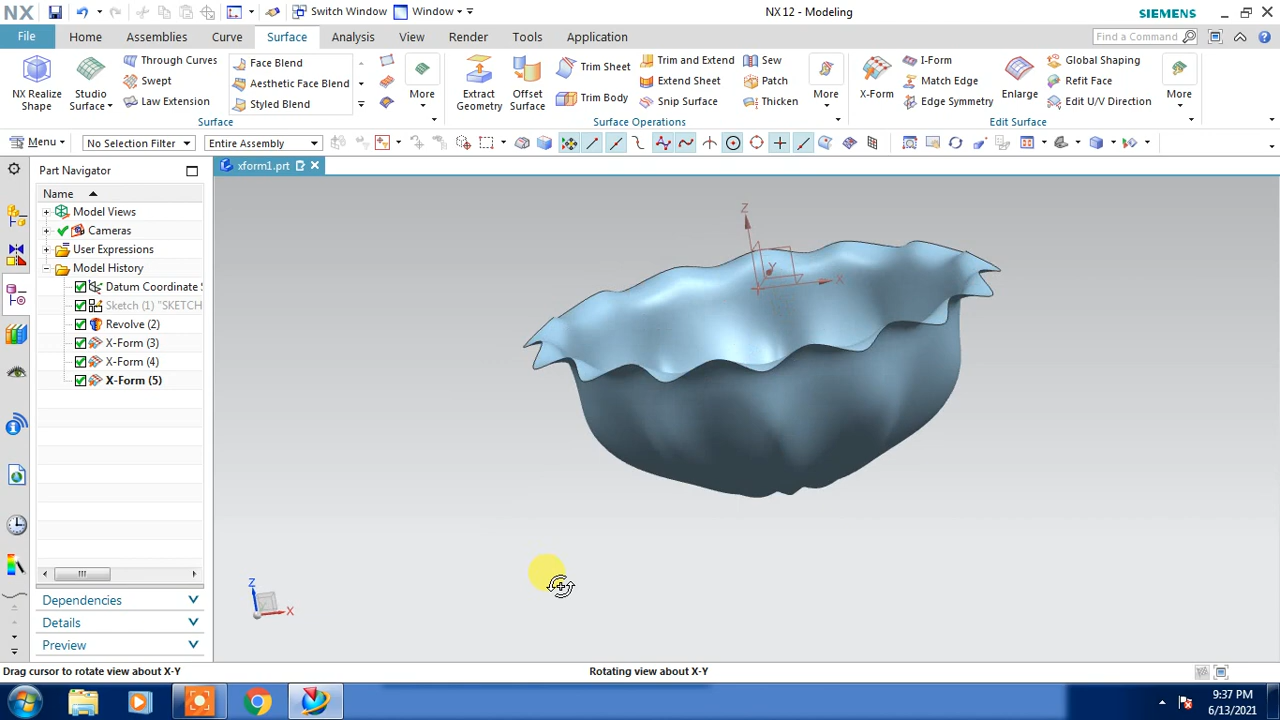 NX Switch Window Window NX 12 - Modeling SIEMENS
File Home Assemblies Curve Surface Analysis View Render Tools Application Find a Command
NX Realize Shape
Studio Surface
Through Curves
Swept
Law Extension
Face Blend
Aesthetic Face Blend
Styled Blend
More
Surface
Extract Geometry
Offset Surface
Trim Sheet
Trim Body
Trim and Extend
Extend Sheet
Snip Surface
Sew
Patch
Thicken
More
Surface Operations
X-Form
I-Form
Match Edge
Edge Symmetry
Enlarge
Global Shaping
Refit Face
Edit U/V Direction
More
Edit Surface
Menu No Selection Filter Entire Assembly
Part Navigator
xform1.prt
Name
Model Views
Cameras
User Expressions
Model History
Datum Coordinate S
Sketch (1) "SKETCH
Revolve (2)
X-Form (3)
X-Form (4)
X-Form (5)
Z
Y
X
Z
X
Dependencies
Details
Preview
Drag cursor to rotate view about X-Y Rotating view about X-Y
9:37 PM
6/13/2021